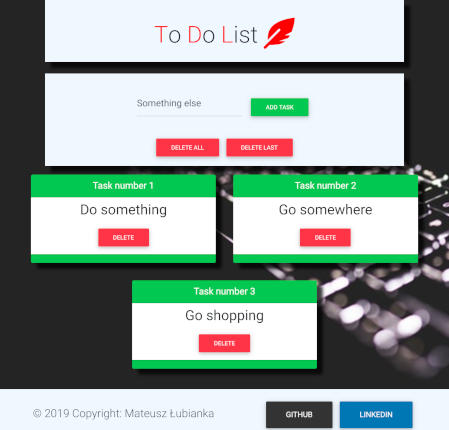 To Do List
Something else
ADD TASK
DELETE ALL
DELETE LAST
Task number 1
Do something
DELETE
Task number 2
Go somewhere
DELETE
Task number 3
Go shopping
DELETE
© 2019 Copyright: Mateusz Łubianka
GITHUB
LINKEDIN